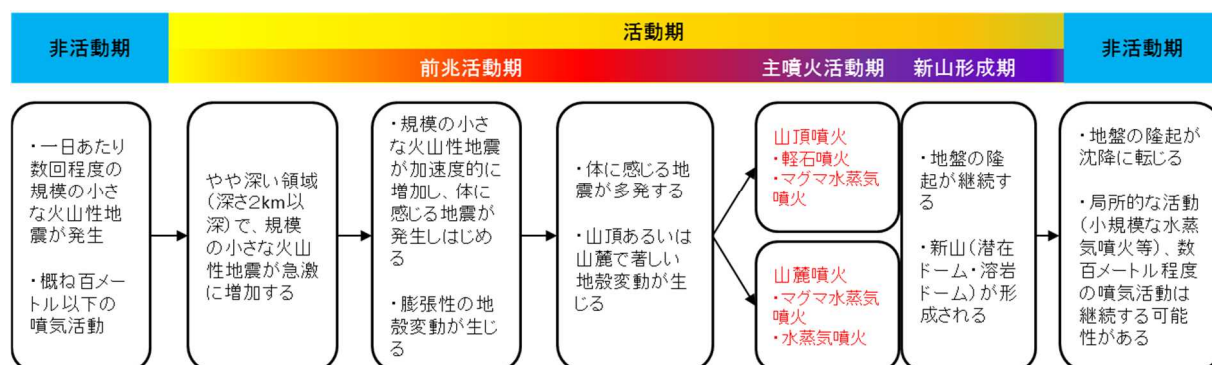 非活動期
活動期
非活動期
前兆活動期
主噴火活動期
新山形成期
・一日あたり
数回程度の
規模の小さ
な火山性地
震が発生
・概ね百メー
トル以下の
噴気活動
やや深い領域
(深さ2km以
深)で、規模
の小さな火山
性地震が急激
に増加する
・規模の小さ
な火山性地震
が加速度的に
増加し、体に
感じる地震が
発生しはじめ
る
・膨張性の地
殻変動が生じ
る
・体に感じる地
震が多発する
・山頂あるいは
山麓で著しい
地殻変動が生
じる
山頂噴火
・軽石噴火
・マグマ水蒸気
噴火
山麓噴火
・マグマ水蒸気
噴火
・水蒸気噴火
・地盤の隆
起が継続す
る
・新山(潜在
ドーム・溶岩
ドーム)が形
成される
・地盤の隆起が
沈降に転じる
・局所的な活動
(小規模な水蒸
気噴火等)、数
百メートル程度
の噴気活動は
継続する可能
性がある